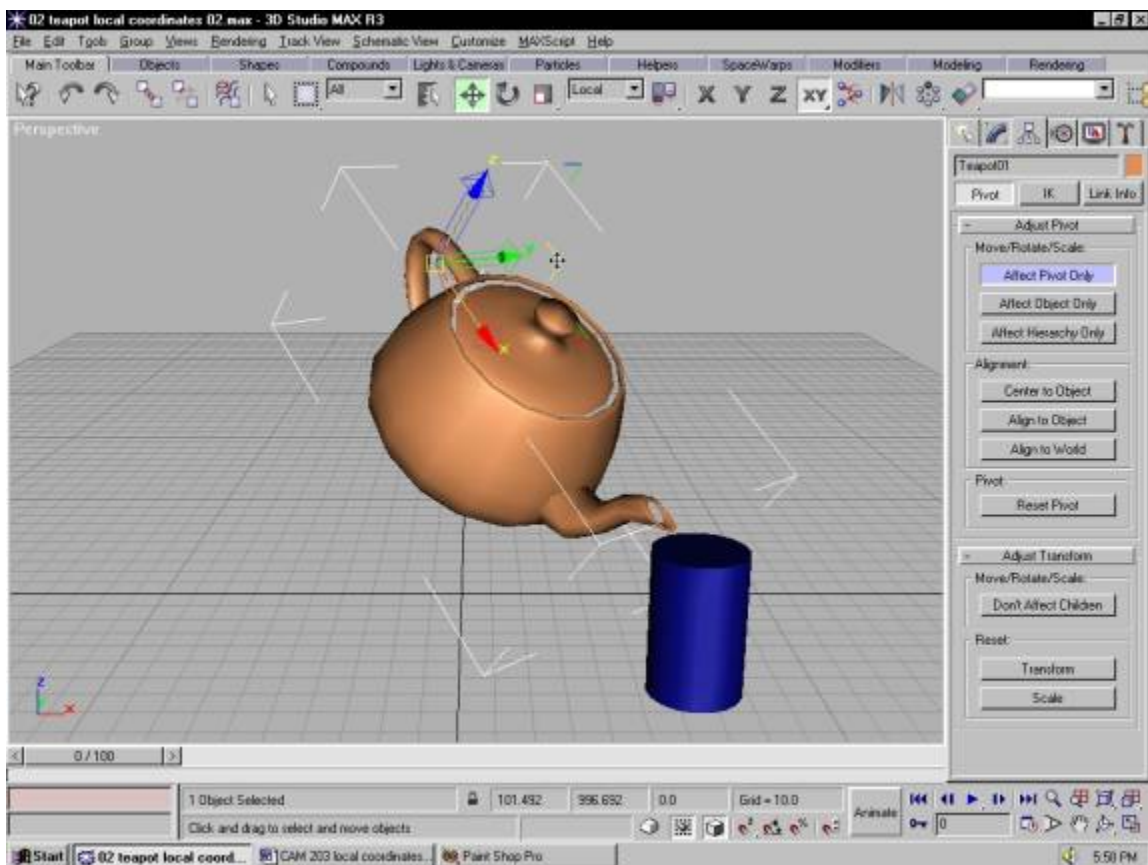 02 teapot local coordinates 02.max - 3D Studio MAX R3
File Edit Tools Group Views Rendering Track View Schematic View Customize MAXScript Help
Main Toolbar Objects Shapes Compounds Lights & Cameras Particles Helpers SpaceWarps Modifiers Modeling Rendering
All Local X Y Z XY
Perspective
z
y
x
Teapot01
Pivot IK Link Info
- Adjust Pivot
Move/Rotate/Scale:
Affect Pivot Only
Affect Object Only
Affect Hierarchy Only
Alignment:
Center to Object
Align to Object
Align to World
Pivot:
Reset Pivot
- Adjust Transform
Move/Rotate/Scale:
Don't Affect Children
Reset:
Transform
Scale
z
x
< 0 / 100 >
1 Object Selected 101.492 996.692 0.0 Grid = 10.0 Animate
Click and drag to select and move objects 0
Start 02 teapot local coord... CAM 203 local coordinates... Paint Shop Pro 5:50 PM